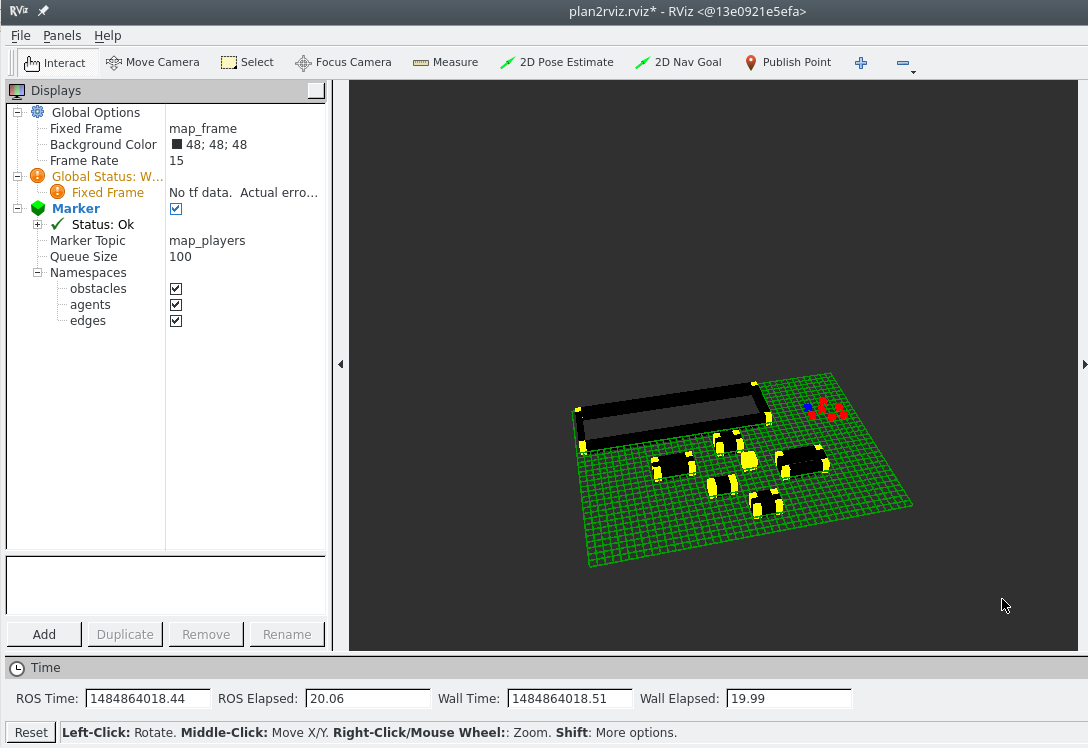 RViz plan2rviz.rviz* - RViz <@13e0921e5efa>
File Panels Help
Interact Move Camera Select Focus Camera Measure 2D Pose Estimate 2D Nav Goal Publish Point
Displays
Global Options
Fixed Frame map_frame
Background Color 48; 48; 48
Frame Rate 15
Global Status: W...
Fixed Frame No tf data.  Actual erro...
Marker
Status: Ok
Marker Topic map_players
Queue Size 100
Namespaces
obstacles
agents
edges
Add Duplicate Remove Rename
Time
ROS Time: 1484864018.44 ROS Elapsed: 20.06 Wall Time: 1484864018.51 Wall Elapsed: 19.99
Reset Left-Click: Rotate. Middle-Click: Move X/Y. Right-Click/Mouse Wheel:: Zoom. Shift: More options.